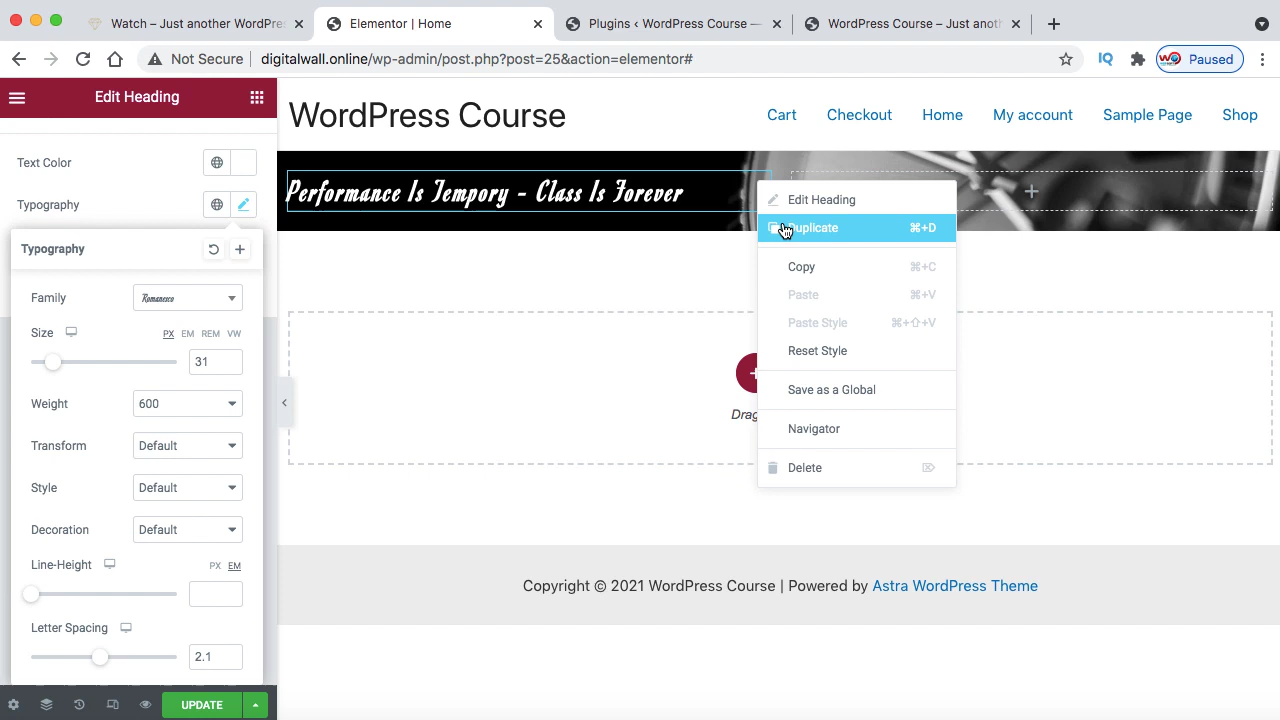 Watch – Just another WordPres
Elementor | Home
Plugins ‹ WordPress Course —
WordPress Course – Just anoth
Not Secure | digitalwall.online/wp-admin/post.php?post=25&action=elementor#
IQ
Paused
Edit Heading
WordPress Course
Cart
Checkout
Home
My account
Sample Page
Shop
Text Color
Typography
Performance Is Tempory - Class Is Forever
Typography
Family
Romanesco
Size
PX EM REM VW
31
Weight
600
Transform
Default
Style
Default
Decoration
Default
Line-Height
PX EM
Letter Spacing
2.1
UPDATE
Edit Heading
Duplicate ⌘+D
Copy ⌘+C
Paste ⌘+V
Paste Style ⌘+⇧+V
Reset Style
Save as a Global
Navigator
Delete ⌦
Drag
Copyright © 2021 WordPress Course | Powered by Astra WordPress Theme